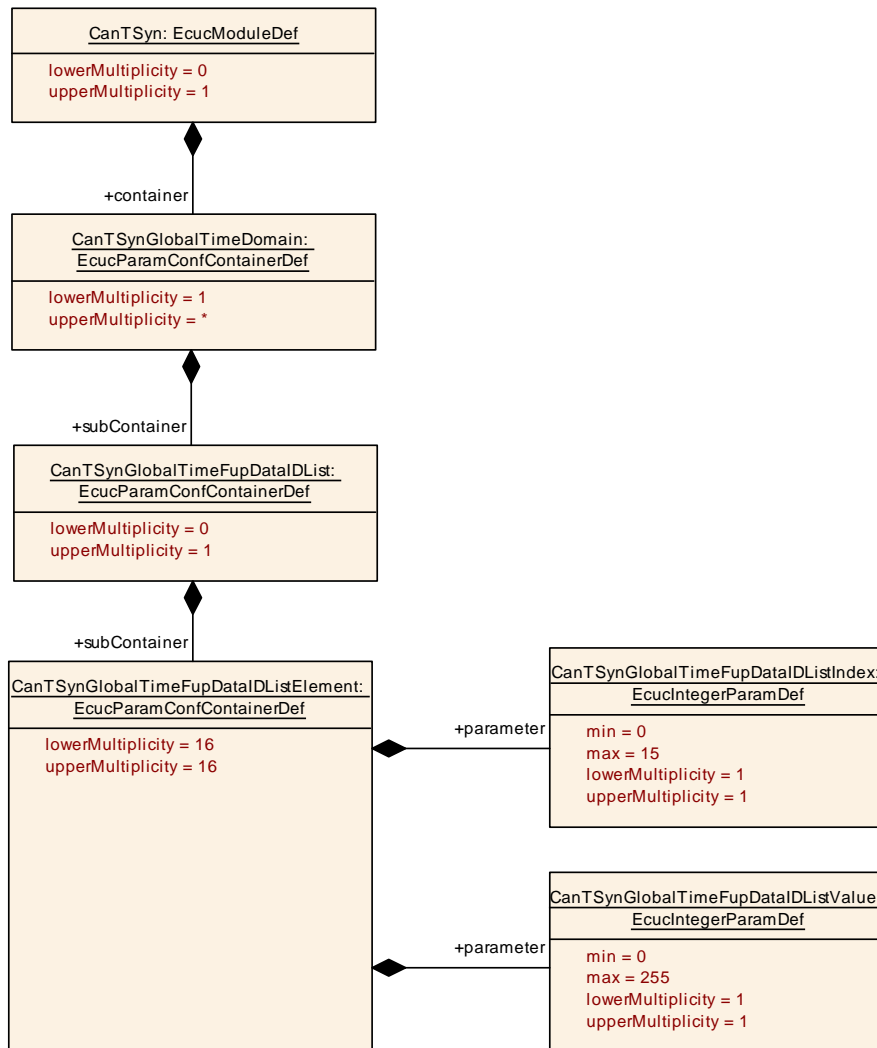 CanTSyn: EcucModuleDef
lowerMultiplicity = 0
upperMultiplicity = 1
+container
CanTSynGlobalTimeDomain:
EcucParamConfContainerDef
lowerMultiplicity = 1
upperMultiplicity = *
+subContainer
CanTSynGlobalTimeFupDataIDList:
EcucParamConfContainerDef
lowerMultiplicity = 0
upperMultiplicity = 1
+subContainer
CanTSynGlobalTimeFupDataIDListElement:
EcucParamConfContainerDef
lowerMultiplicity = 16
upperMultiplicity = 16
+parameter
CanTSynGlobalTimeFupDataIDListIndex:
EcucIntegerParamDef
min = 0
max = 15
lowerMultiplicity = 1
upperMultiplicity = 1
+parameter
CanTSynGlobalTimeFupDataIDListValue
EcucIntegerParamDef
min = 0
max = 255
lowerMultiplicity = 1
upperMultiplicity = 1